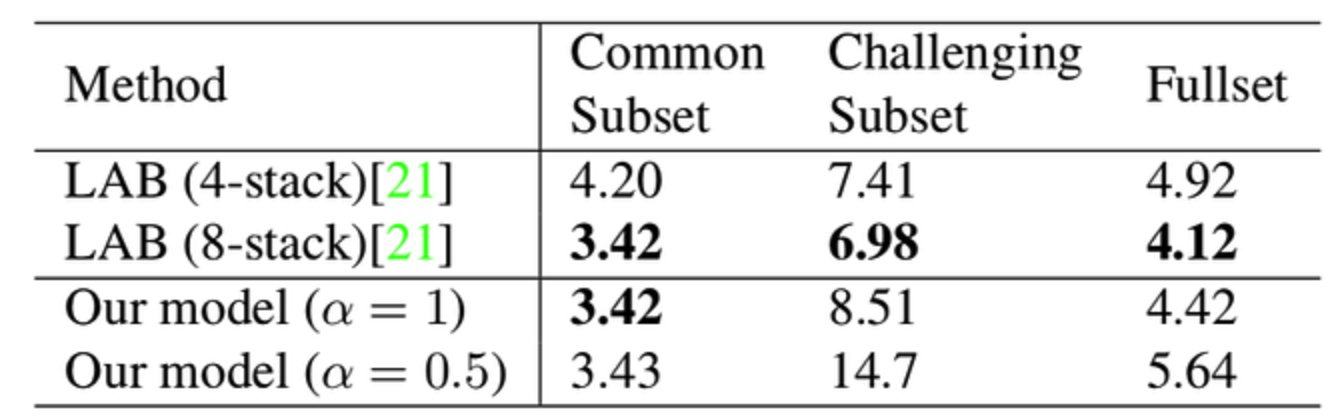 Method Common Subset Challenging Subset Fullset
LAB (4-stack)[21] 4.20 7.41 4.92
LAB (8-stack)[21] 3.42 6.98 4.12
Our model (α = 1) 3.42 8.51 4.42
Our model (α = 0.5) 3.43 14.7 5.64